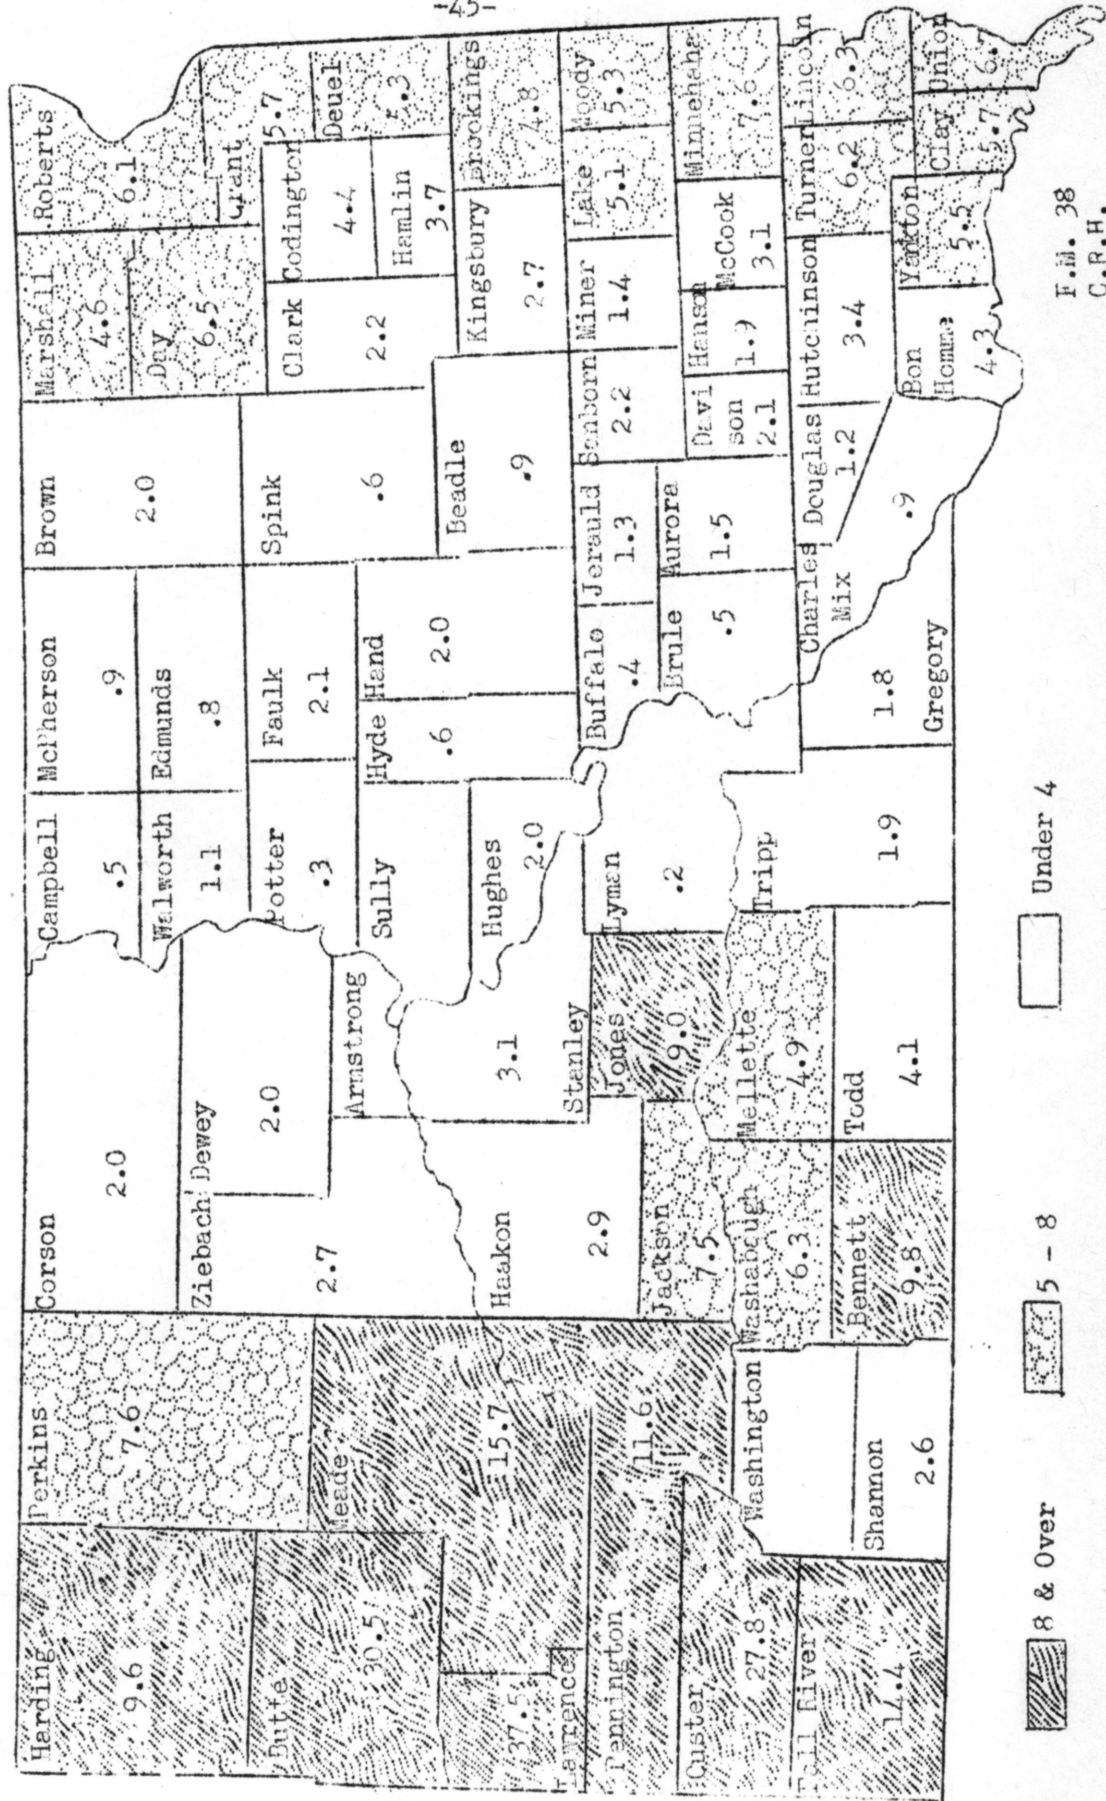 -45-
Harding
9.6
Perkins
7.6
Corson
2.0
Campbell
.5
McPherson
.9
Brown
2.0
Marshall
4.6
Roberts
6.1
Butte
30.5
Meade
15.7
Ziebach
2.7
Dewey
2.0
Walworth
1.1
Edmunds
.8
Day
6.5
Grant
5.7
Armstrong
Potter
.3
Faulk
2.1
Spink
.6
Clark
2.2
Codington
4.4
Deuel
Hamlin
3.7
Lawrence
37.5
Haakon
2.9
Stanley
3.1
Sully
Hughes
2.0
Hyde
.6
Hand
2.0
Beadle
.9
Kingsbury
2.7
Brookings
4.8
Pennington
11.6
Jackson
7.5
Jones
9.0
Lyman
.2
Buffalo
.4
Jerauld
1.3
Sanborn
2.2
Miner
1.4
Lake
5.1
Moody
5.3
Custer
27.8
Washington
Washabaugh
6.3
Mellette
4.9
Tripp
1.9
Brule
.5
Aurora
1.5
Davi
son
2.1
Hanson
1.9
McCook
3.1
Minnehaha
7.6
Fall River
14.4
Shannon
2.6
Bennett
9.8
Todd
4.1
Gregory
1.8
Charles
Mix
.9
Douglas
1.2
Hutchinson
3.4
Turner
6.2
Lincoln
6.3
Bon
Homme
4.3
Yankton
5.5
Clay
5.7
Union
6.7
8 & Over
5 - 8
Under 4
F.M. 38
C.R.H.